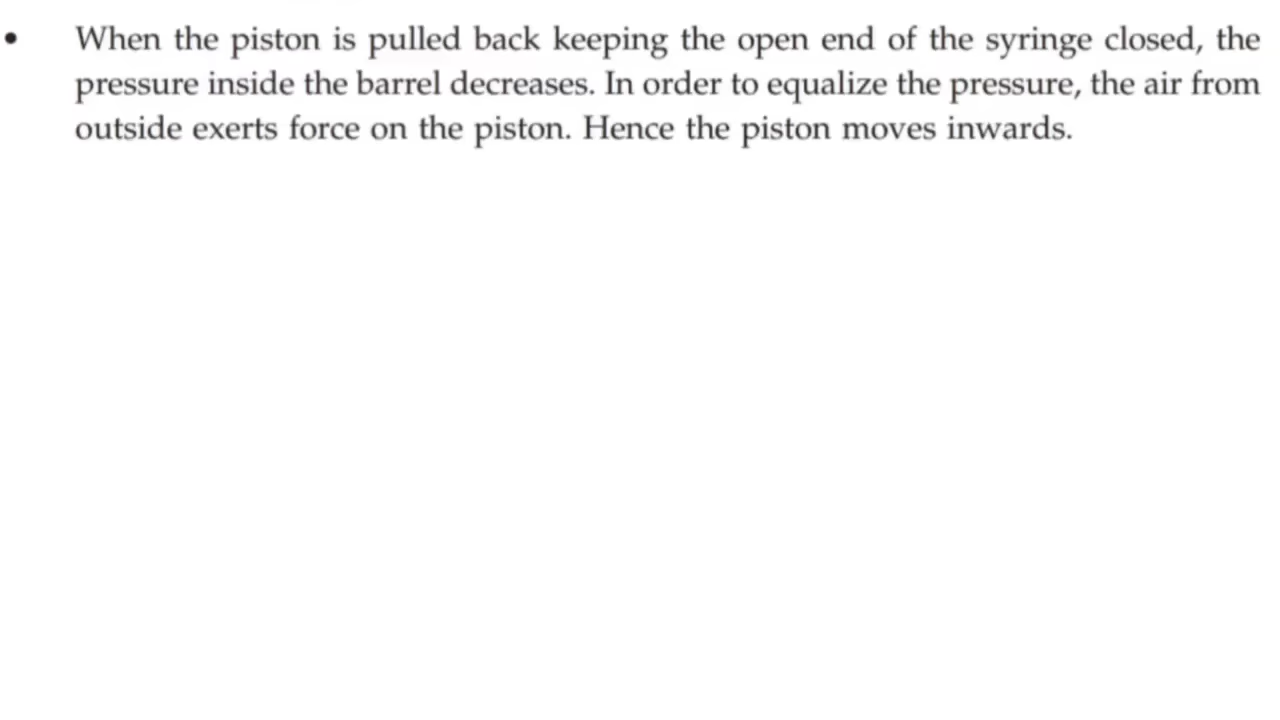 • When the piston is pulled back keeping the open end of the syringe closed, the
pressure inside the barrel decreases. In order to equalize the pressure, the air from
outside exerts force on the piston. Hence the piston moves inwards.